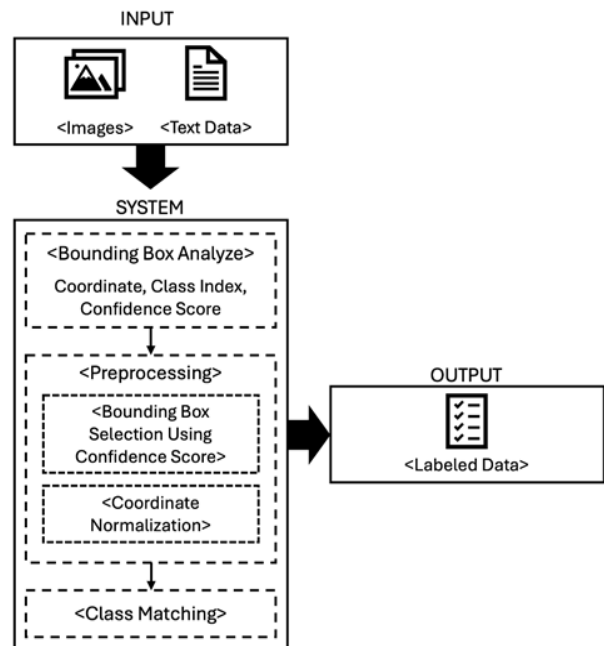 INPUT
<Images> <Text Data>
SYSTEM
<Bounding Box Analyze>
Coordinate, Class Index,
Confidence Score
<Preprocessing>
<Bounding Box
Selection Using
Confidence Score>
<Coordinate
Normalization>
<Class Matching>
OUTPUT
<Labeled Data>